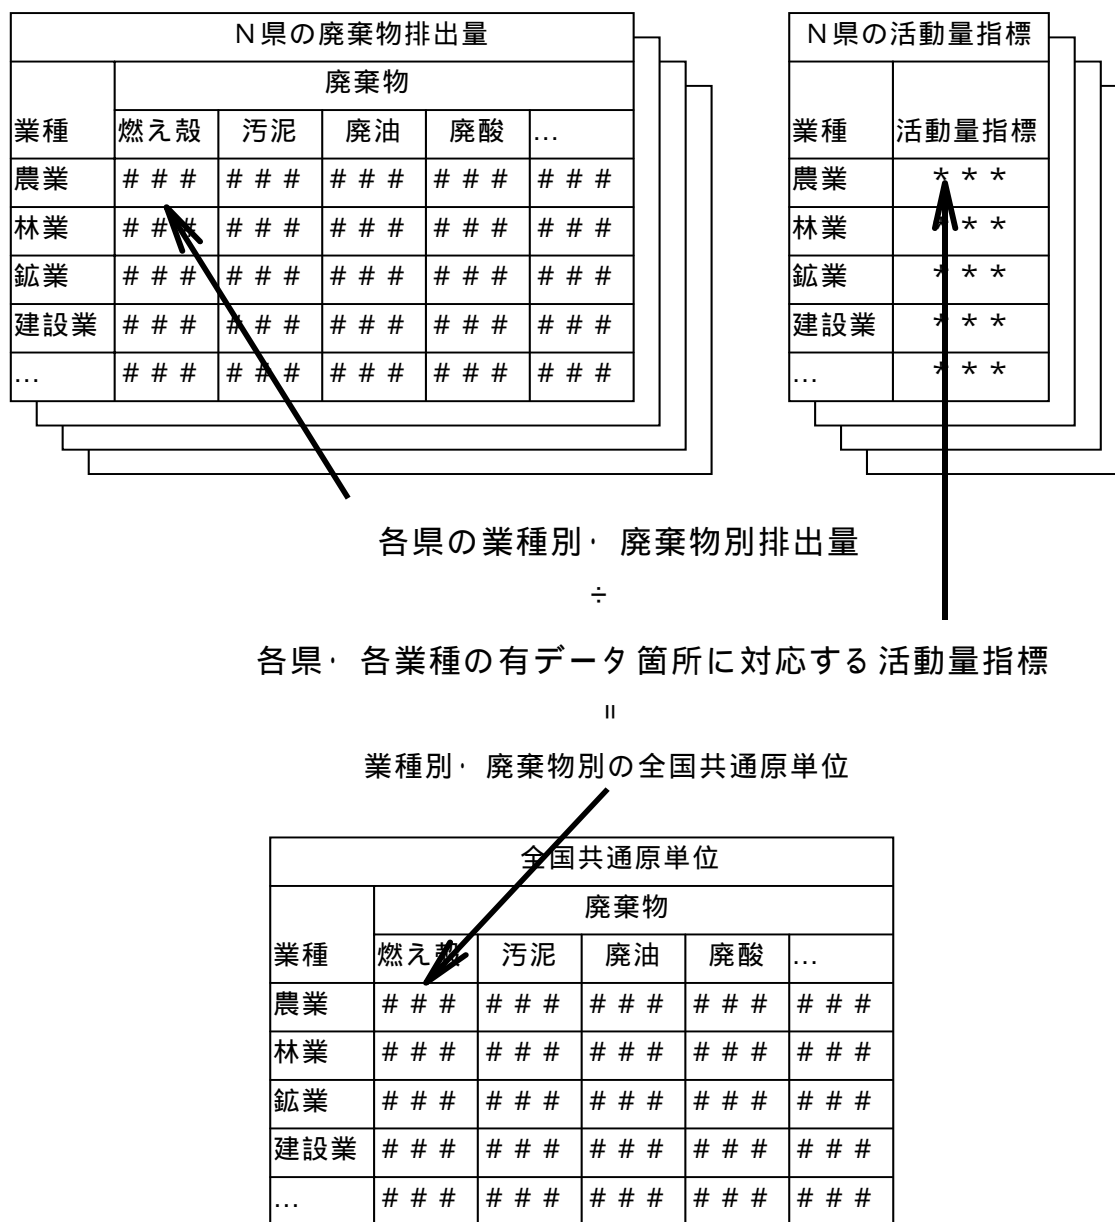 N県の廃棄物排出量
廃棄物
業種 燃え殻 汚泥 廃油 廃酸 …
農業 ### ### ### ### ###
林業 ### ### ### ### ###
鉱業 ### ### ### ### ###
建設業 ### ### ### ### ###
… ### ### ### ### ###
N県の活動量指標
業種 活動量指標
農業 ***
林業 ***
鉱業 ***
建設業 ***
… ***
各県の業種別・廃棄物別排出量
÷
各県・各業種の有データ箇所に対応する活動量指標
=
業種別・廃棄物別の全国共通原単位
全国共通原単位
廃棄物
業種 燃え殻 汚泥 廃油 廃酸 …
農業 ### ### ### ### ###
林業 ### ### ### ### ###
鉱業 ### ### ### ### ###
建設業 ### ### ### ### ###
… ### ### ### ### ###